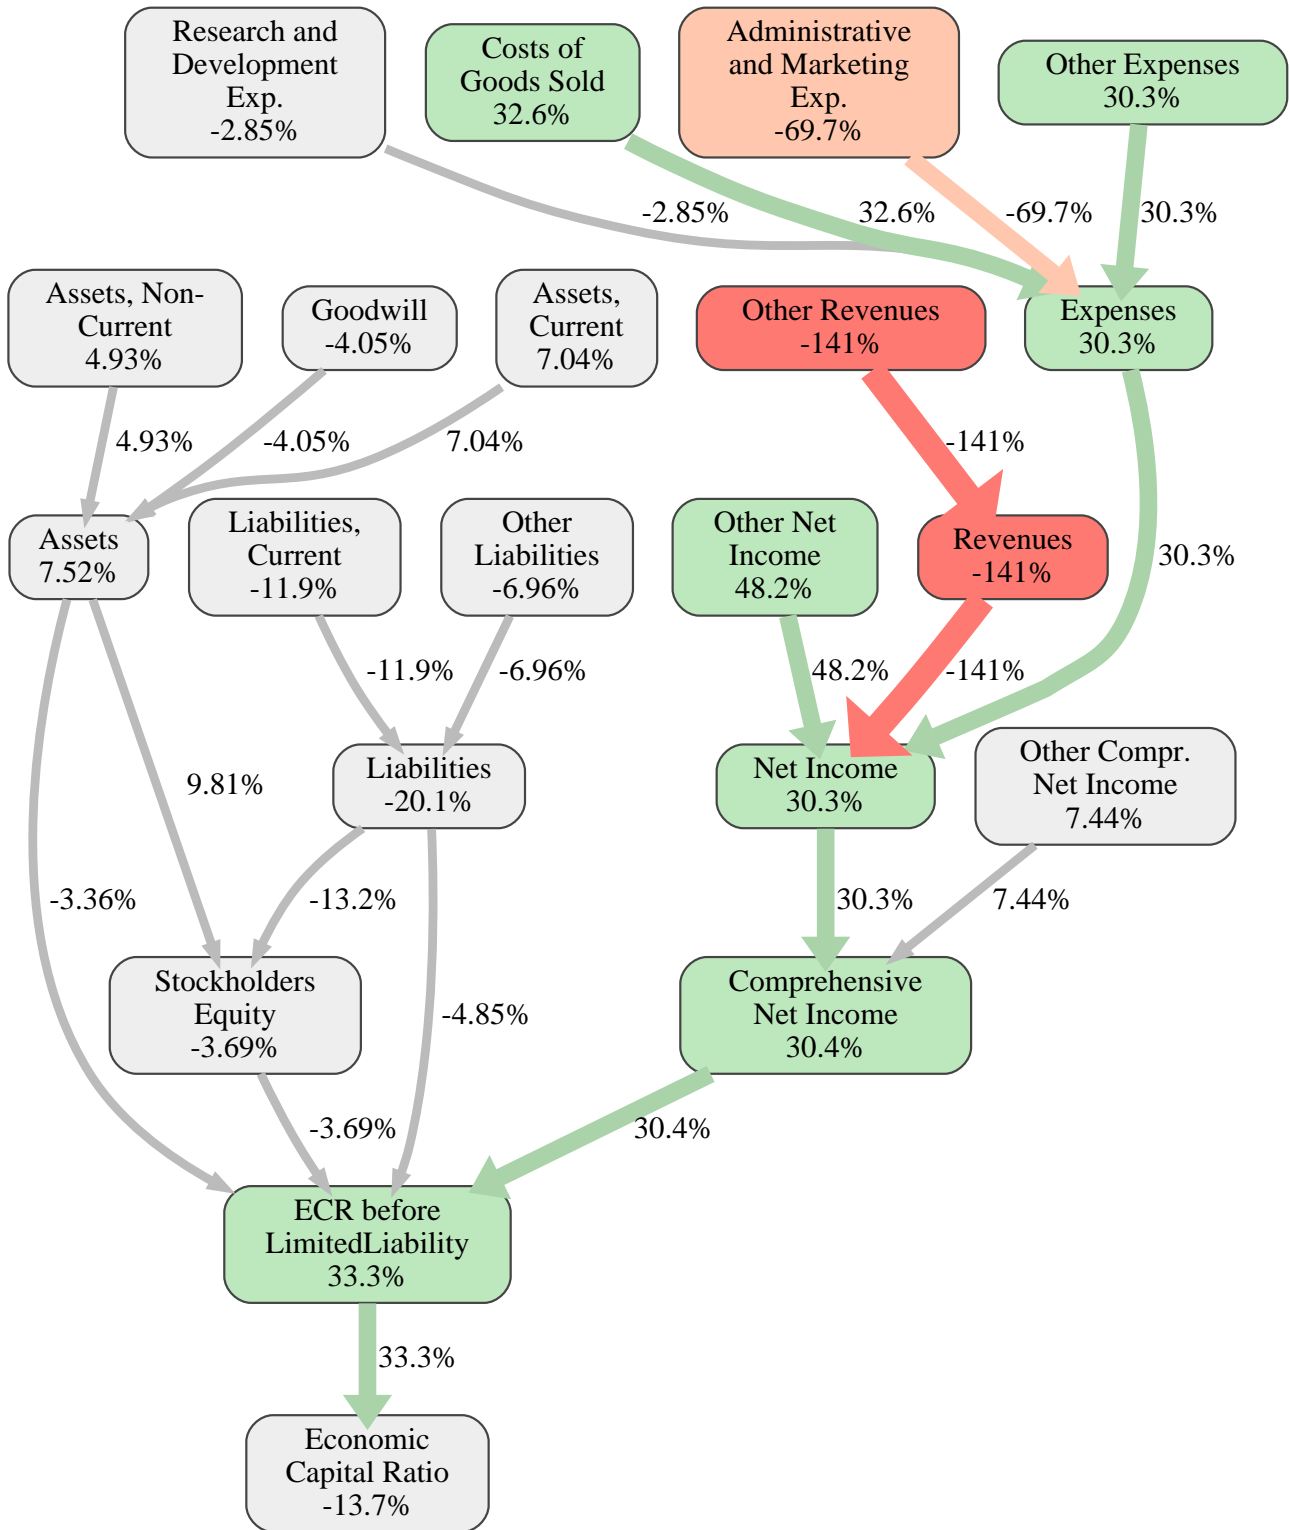 Research and
Development
Exp.
-2.85%
Costs of
Goods Sold
32.6%
Administrative
and Marketing
Exp.
-69.7%
Other Expenses
30.3%
-2.85%
32.6%
-69.7%
30.3%
Assets, Non-
Current
4.93%
Goodwill
-4.05%
Assets,
Current
7.04%
Other Revenues
-141%
Expenses
30.3%
4.93%
-4.05%
7.04%
-141%
Assets
7.52%
Liabilities,
Current
-11.9%
Other
Liabilities
-6.96%
Other Net
Income
48.2%
Revenues
-141%
30.3%
-11.9%
-6.96%
48.2%
-141%
Liabilities
-20.1%
Net Income
30.3%
Other Compr.
Net Income
7.44%
9.81%
-3.36%
-13.2%
30.3%
7.44%
Stockholders
Equity
-3.69%
-4.85%
Comprehensive
Net Income
30.4%
-3.69%
30.4%
ECR before
LimitedLiability
33.3%
33.3%
Economic
Capital Ratio
-13.7%